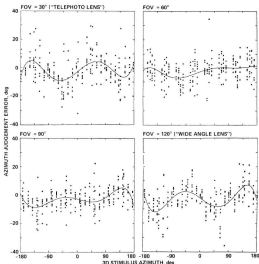 FOV = 30° ("TELEPHOTO LENS")
FOV = 60°
40
20
0
-20
-40
FOV = 90°
FOV = 120° ("WIDE ANGLE LENS")
40
20
0
-20
-40
-180 -90 0 90 180 -180 -90 0 90 180
AZIMUTH JUDGEMENT ERROR, deg
3D STIMULUS AZIMUTH, deg